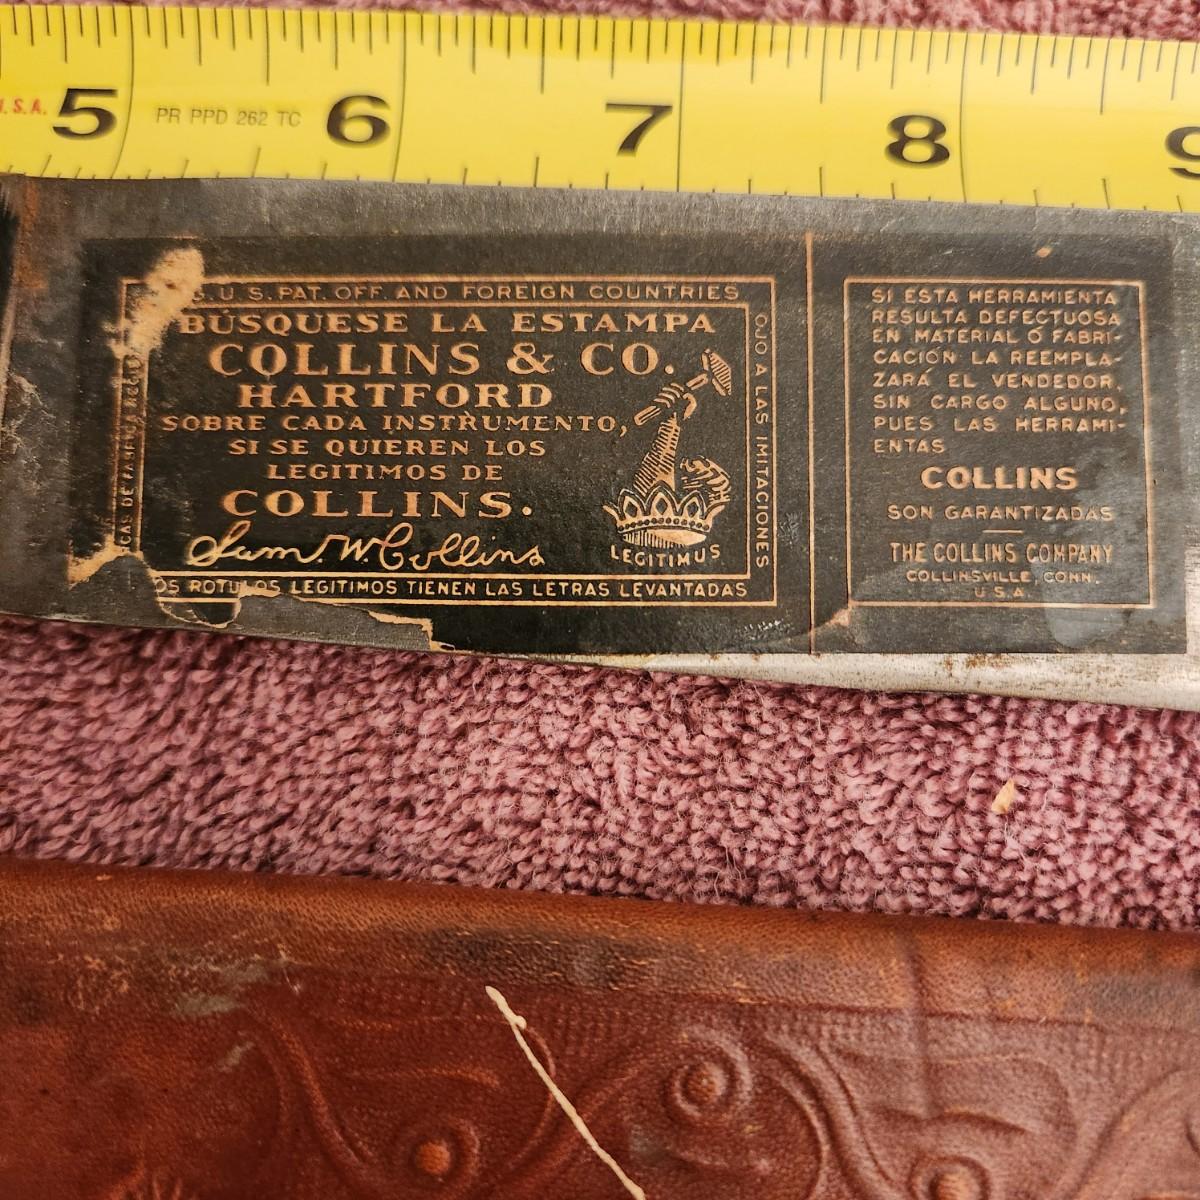 U.S.A.
5 PR PPD 262 TC 6 7 8 9
U.S. PAT. OFF. AND FOREIGN COUNTRIES
BÚSQUESE LA ESTAMPA
COLLINS & CO.
HARTFORD
SOBRE CADA INSTRUMENTO,
SI SE QUIEREN LOS
LEGITIMOS DE
COLLINS.
Sam. W. Collins
LEGITIMUS
OJO A LAS IMITACIONES
ROTULOS LEGITIMOS TIENEN LAS LETRAS LEVANTADAS
SI ESTA HERRAMIENTA
RESULTA DEFECTUOSA
EN MATERIAL Ó FABRI-
CACIÓN LA REEMPLA-
ZARÁ EL VENDEDOR,
SIN CARGO ALGUNO,
PUES LAS HERRAMI-
ENTAS
COLLINS
SON GARANTIZADAS
THE COLLINS COMPANY
COLLINSVILLE, CONN.
U.S.A.